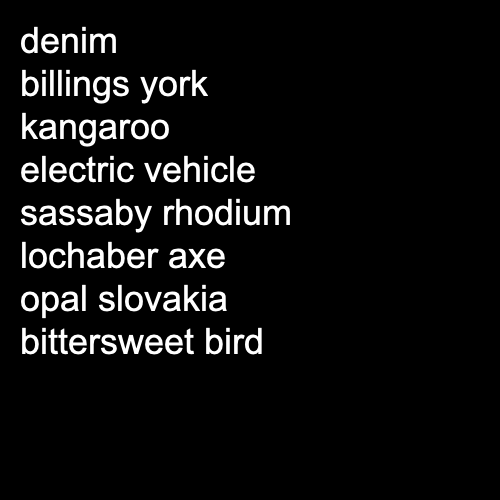 denim
billings york
kangaroo
electric vehicle
sassaby rhodium
lochaber axe
opal slovakia
bittersweet bird